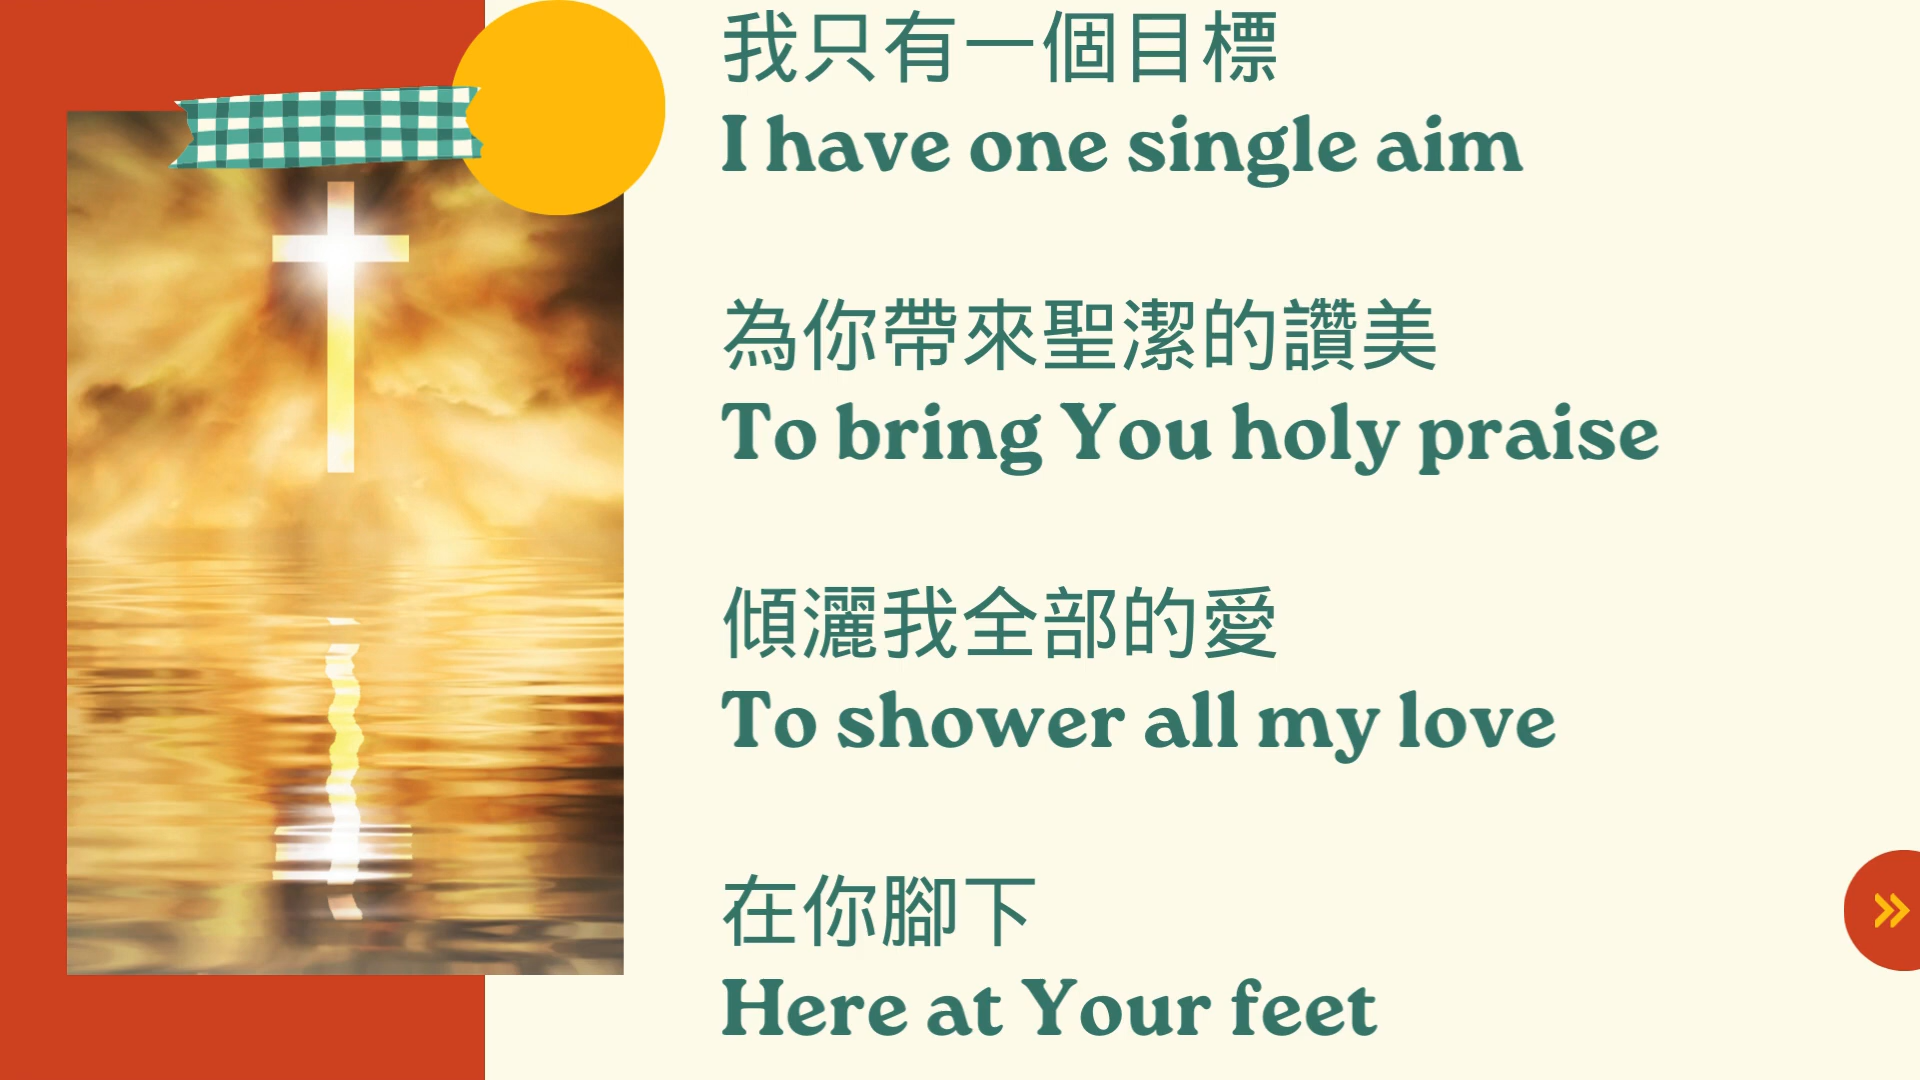 我只有一個目標
I have one single aim
為你帶來聖潔的讚美
To bring You holy praise
傾灑我全部的愛
To shower all my love
在你腳下
Here at Your feet